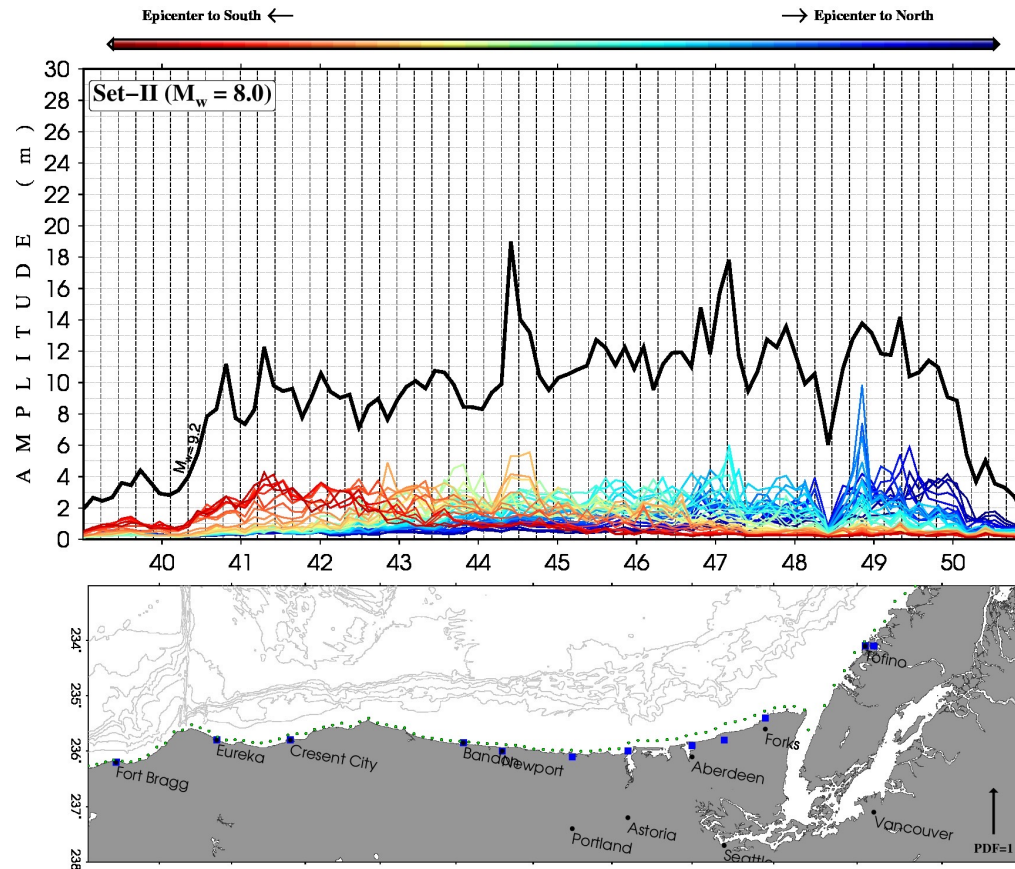 Epicenter to South ←
→ Epicenter to North
Set-II (Mw = 8.0)
AMPLITUDE (m)
30
28
26
24
22
20
18
16
14
12
10
8
6
4
2
0
Mw=9.2
40 41 42 43 44 45 46 47 48 49 50
234°
235°
236°
237°
238
Fort Bragg
Eureka
Cresent City
Bandon
Newport
Portland
Astoria
Aberdeen
Seattle
Forks
Tofino
Vancouver
PDF=1